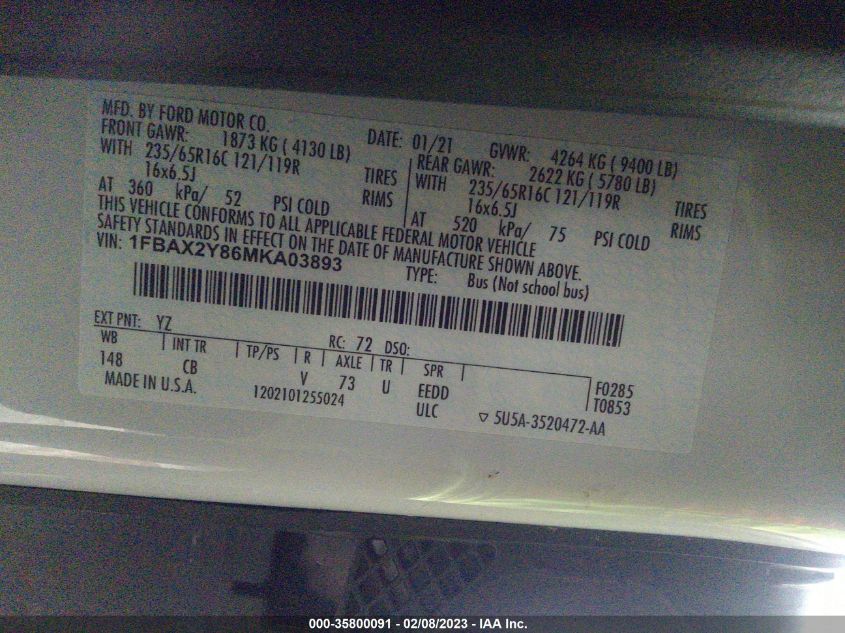 MFD. BY FORD MOTOR CO.
DATE: 01/21 GVWR: 4264 KG ( 9400 LB)
FRONT GAWR: 1873 KG ( 4130 LB)
REAR GAWR: 2622 KG ( 5780 LB)
WITH 235/65R16C 121/119R TIRES
WITH 235/65R16C 121/119R TIRES
16x6.5J RIMS
16x6.5J RIMS
AT 360 kPa/ 52 PSI COLD
AT 520 kPa/ 75 PSI COLD
THIS VEHICLE CONFORMS TO ALL APPLICABLE FEDERAL MOTOR VEHICLE
SAFETY STANDARDS IN EFFECT ON THE DATE OF MANUFACTURE SHOWN ABOVE.
VIN: 1FBAX2Y86MKA03893
TYPE: Bus (Not school bus)
EXT PNT: YZ RC: 72 DSO:
WB INT TR TP/PS R AXLE TR SPR
148 CB V 73 U EEDD F0285
MADE IN U.S.A. 1202101255024 ULC T0853
▽ 5U5A-3520472-AA
000-35800091 - 02/08/2023 - IAA Inc.